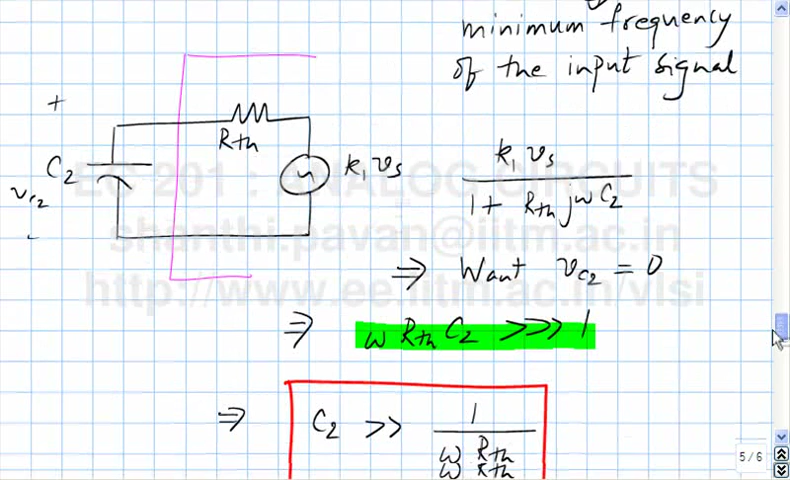 minimum frequency
of the input signal
+
Rth
C2
k1 vs
vc2
-
k1 vs
1 + Rth jω C2
⇒ Want vc2 = 0
⇒ ω Rth C2 >>> 1
⇒ C2 >> 1
ω Rth
ω Rth
EC 201 : ANALOG CIRCUITS
shanthi.pavan@iitm.ac.in
http://www.ee.iitm.ac.in/vlsi
5 / 6